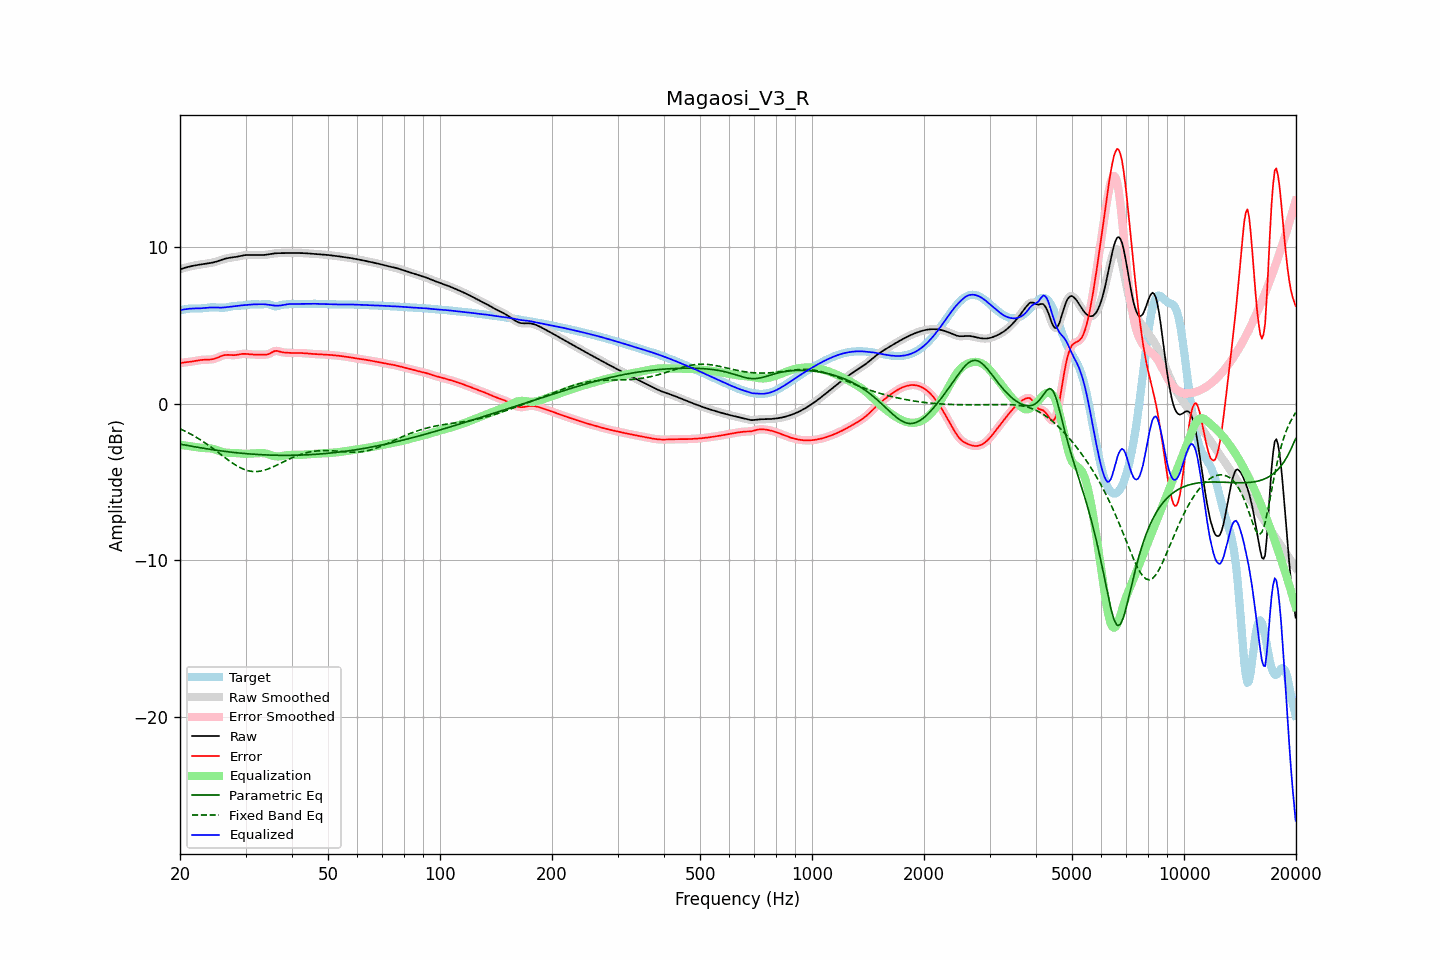 Magaosi_V3_R
Amplitude (dBr)
10
0
−10
−20
Target
Raw Smoothed
Error Smoothed
Raw
Error
Equalization
Parametric Eq
Fixed Band Eq
Equalized
20 50 100 200 500 1000 2000 5000 10000 20000
Frequency (Hz)